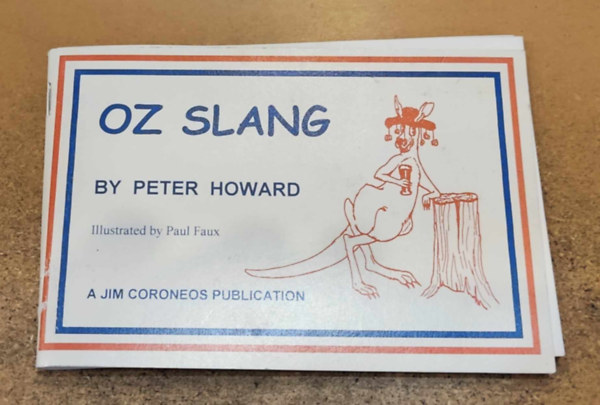 OZ SLANG
BY PETER HOWARD
Illustrated by Paul Faux
A JIM CORONEOS PUBLICATION